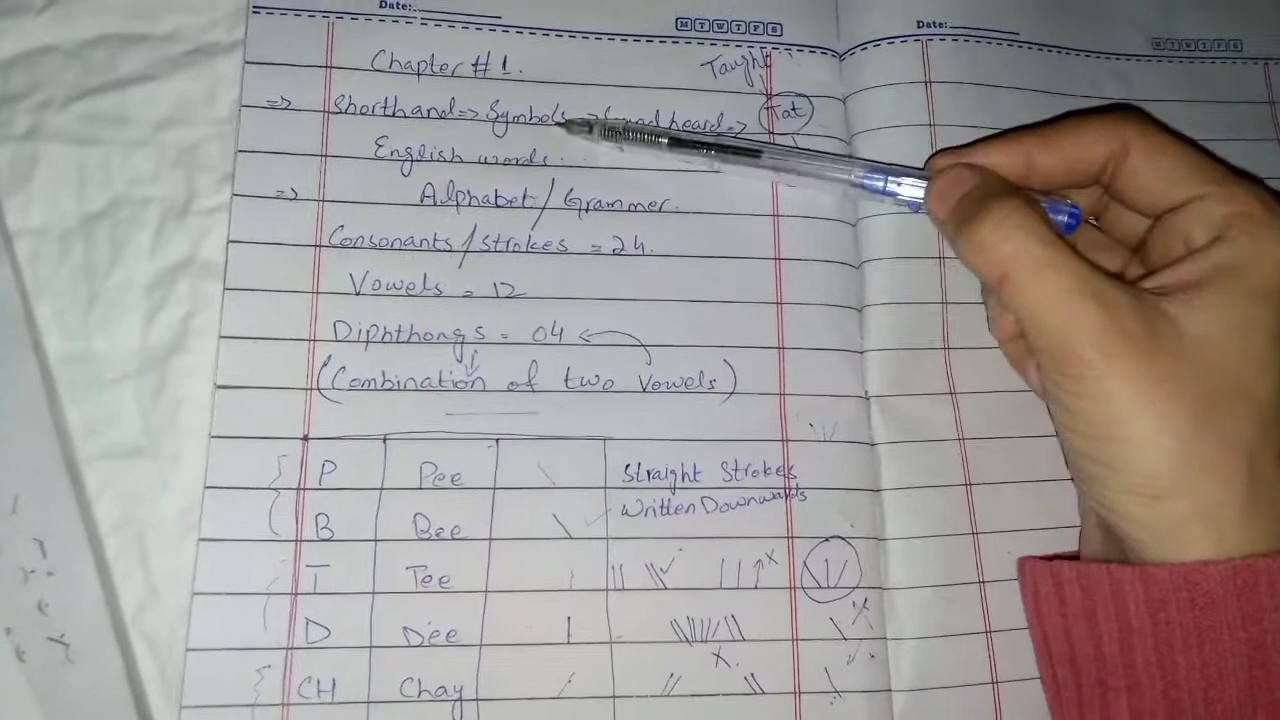 Date:
M T W T F S
Date:
M T W T F S
Chapter # 1.
Taught
=> Shorthand => Symbols => heard => Tat
English words.
=> Alphabet / Grammer.
Consonants / Strokes = 24.
Vowels = 12
Diphthongs = 04
(Combination of two vowels)
P Pee \ Straight Strokes
Written Downwards
B Bee \
T Tee |
D Dee |
CH Chay /